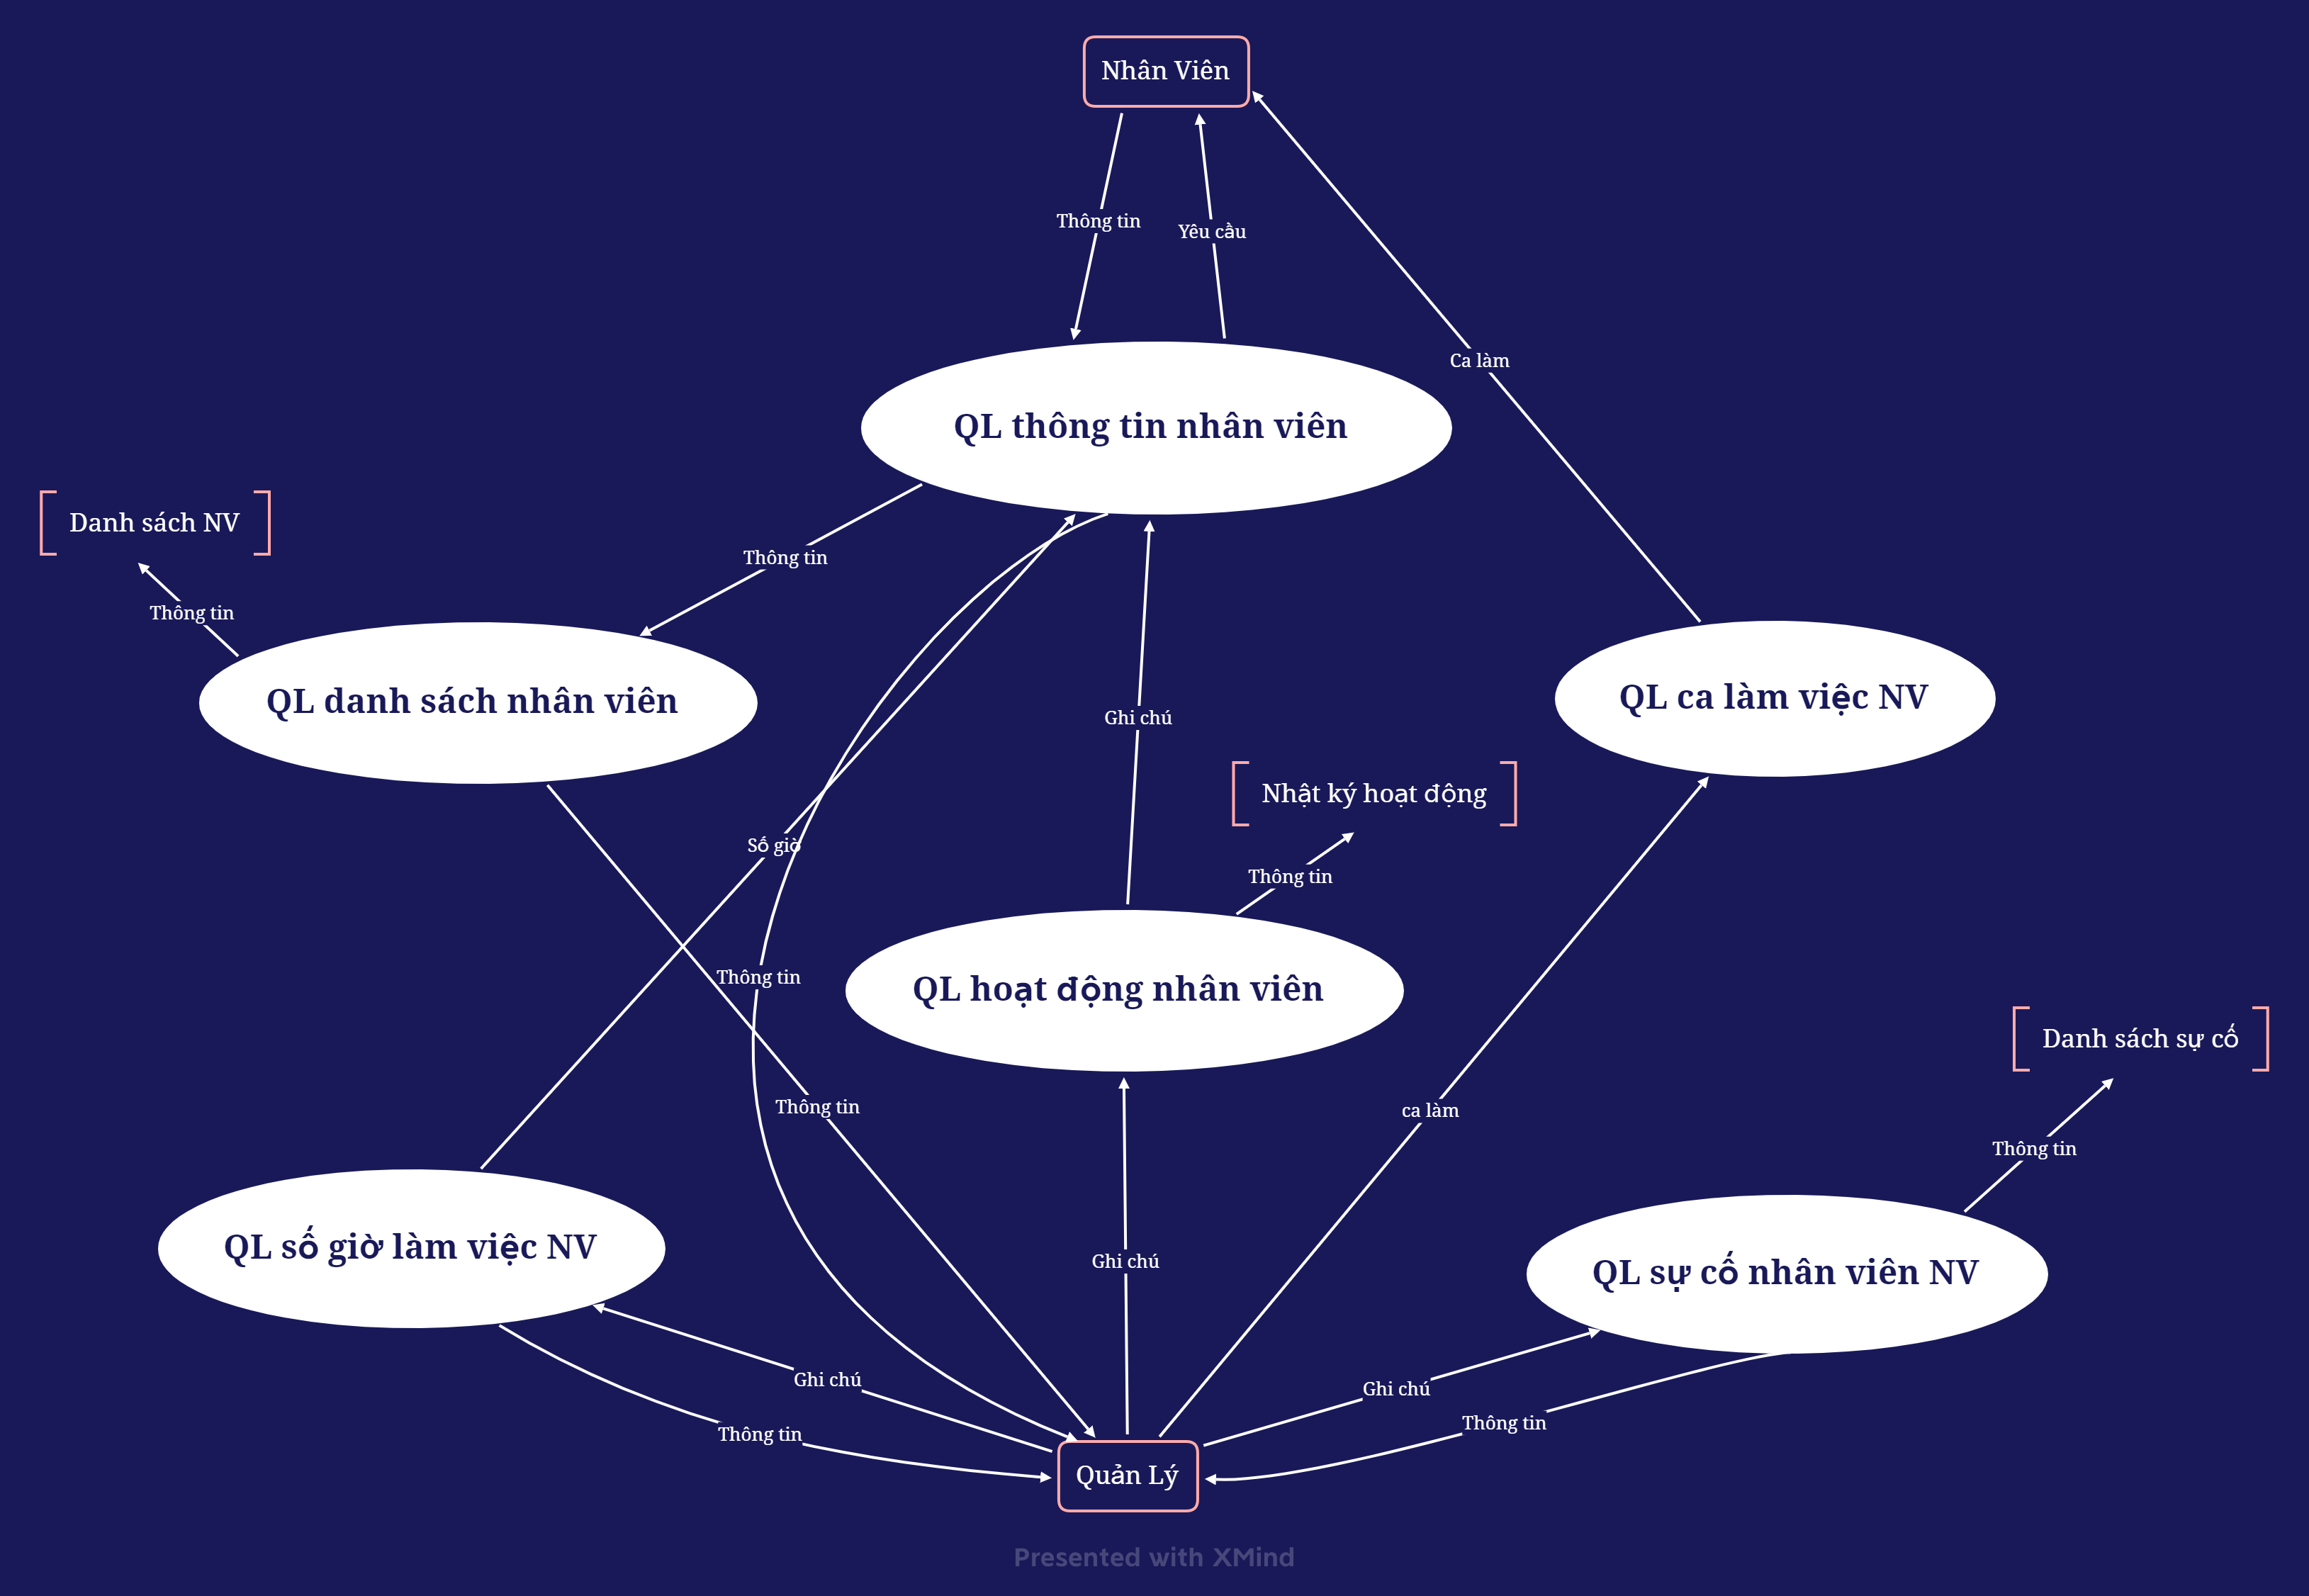 Nhân Viên
Thông tin
Yêu cầu
Ca làm
QL thông tin nhân viên
Danh sách NV
Thông tin
Thông tin
QL danh sách nhân viên
QL ca làm việc NV
Ghi chú
Nhật ký hoạt động
Số giờ
Thông tin
Thông tin
QL hoạt động nhân viên
Danh sách sự cố
Thông tin
ca làm
Thông tin
QL số giờ làm việc NV
Ghi chú
QL sự cố nhân viên NV
Ghi chú
Ghi chú
Thông tin
Thông tin
Quản Lý
Presented with XMind